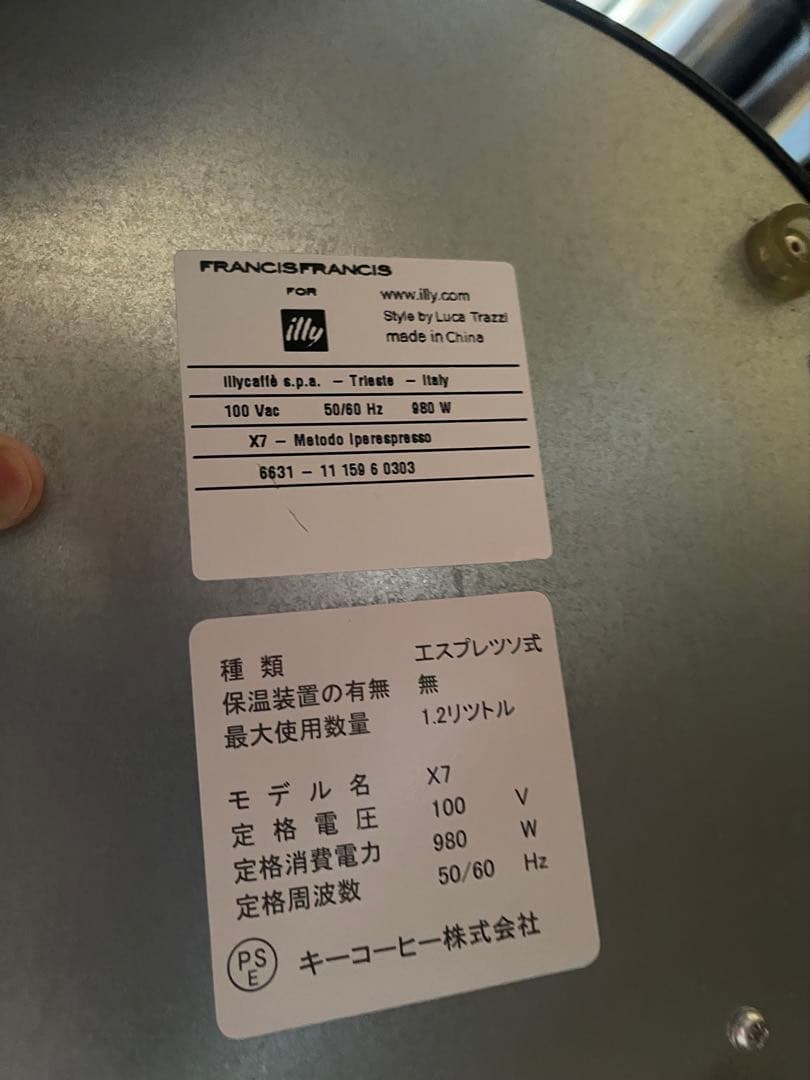 FRANCISFRANCIS
FOR
illy
www.illy.com
Style by Luca Trazzi
made in China
Illycaffè s.p.a. – Trieste – Italy
100 Vac 50/60 Hz 980 W
X7 – Metodo Iperespresso
6631 – 11 159 6 0303
種類 エスプレツソ式
保温装置の有無 無
最大使用数量 1.2リツトル
モデル名 X7
定格電圧 100 V
定格消費電力 980 W
定格周波数 50/60 Hz
PSE キーコーヒー株式会社